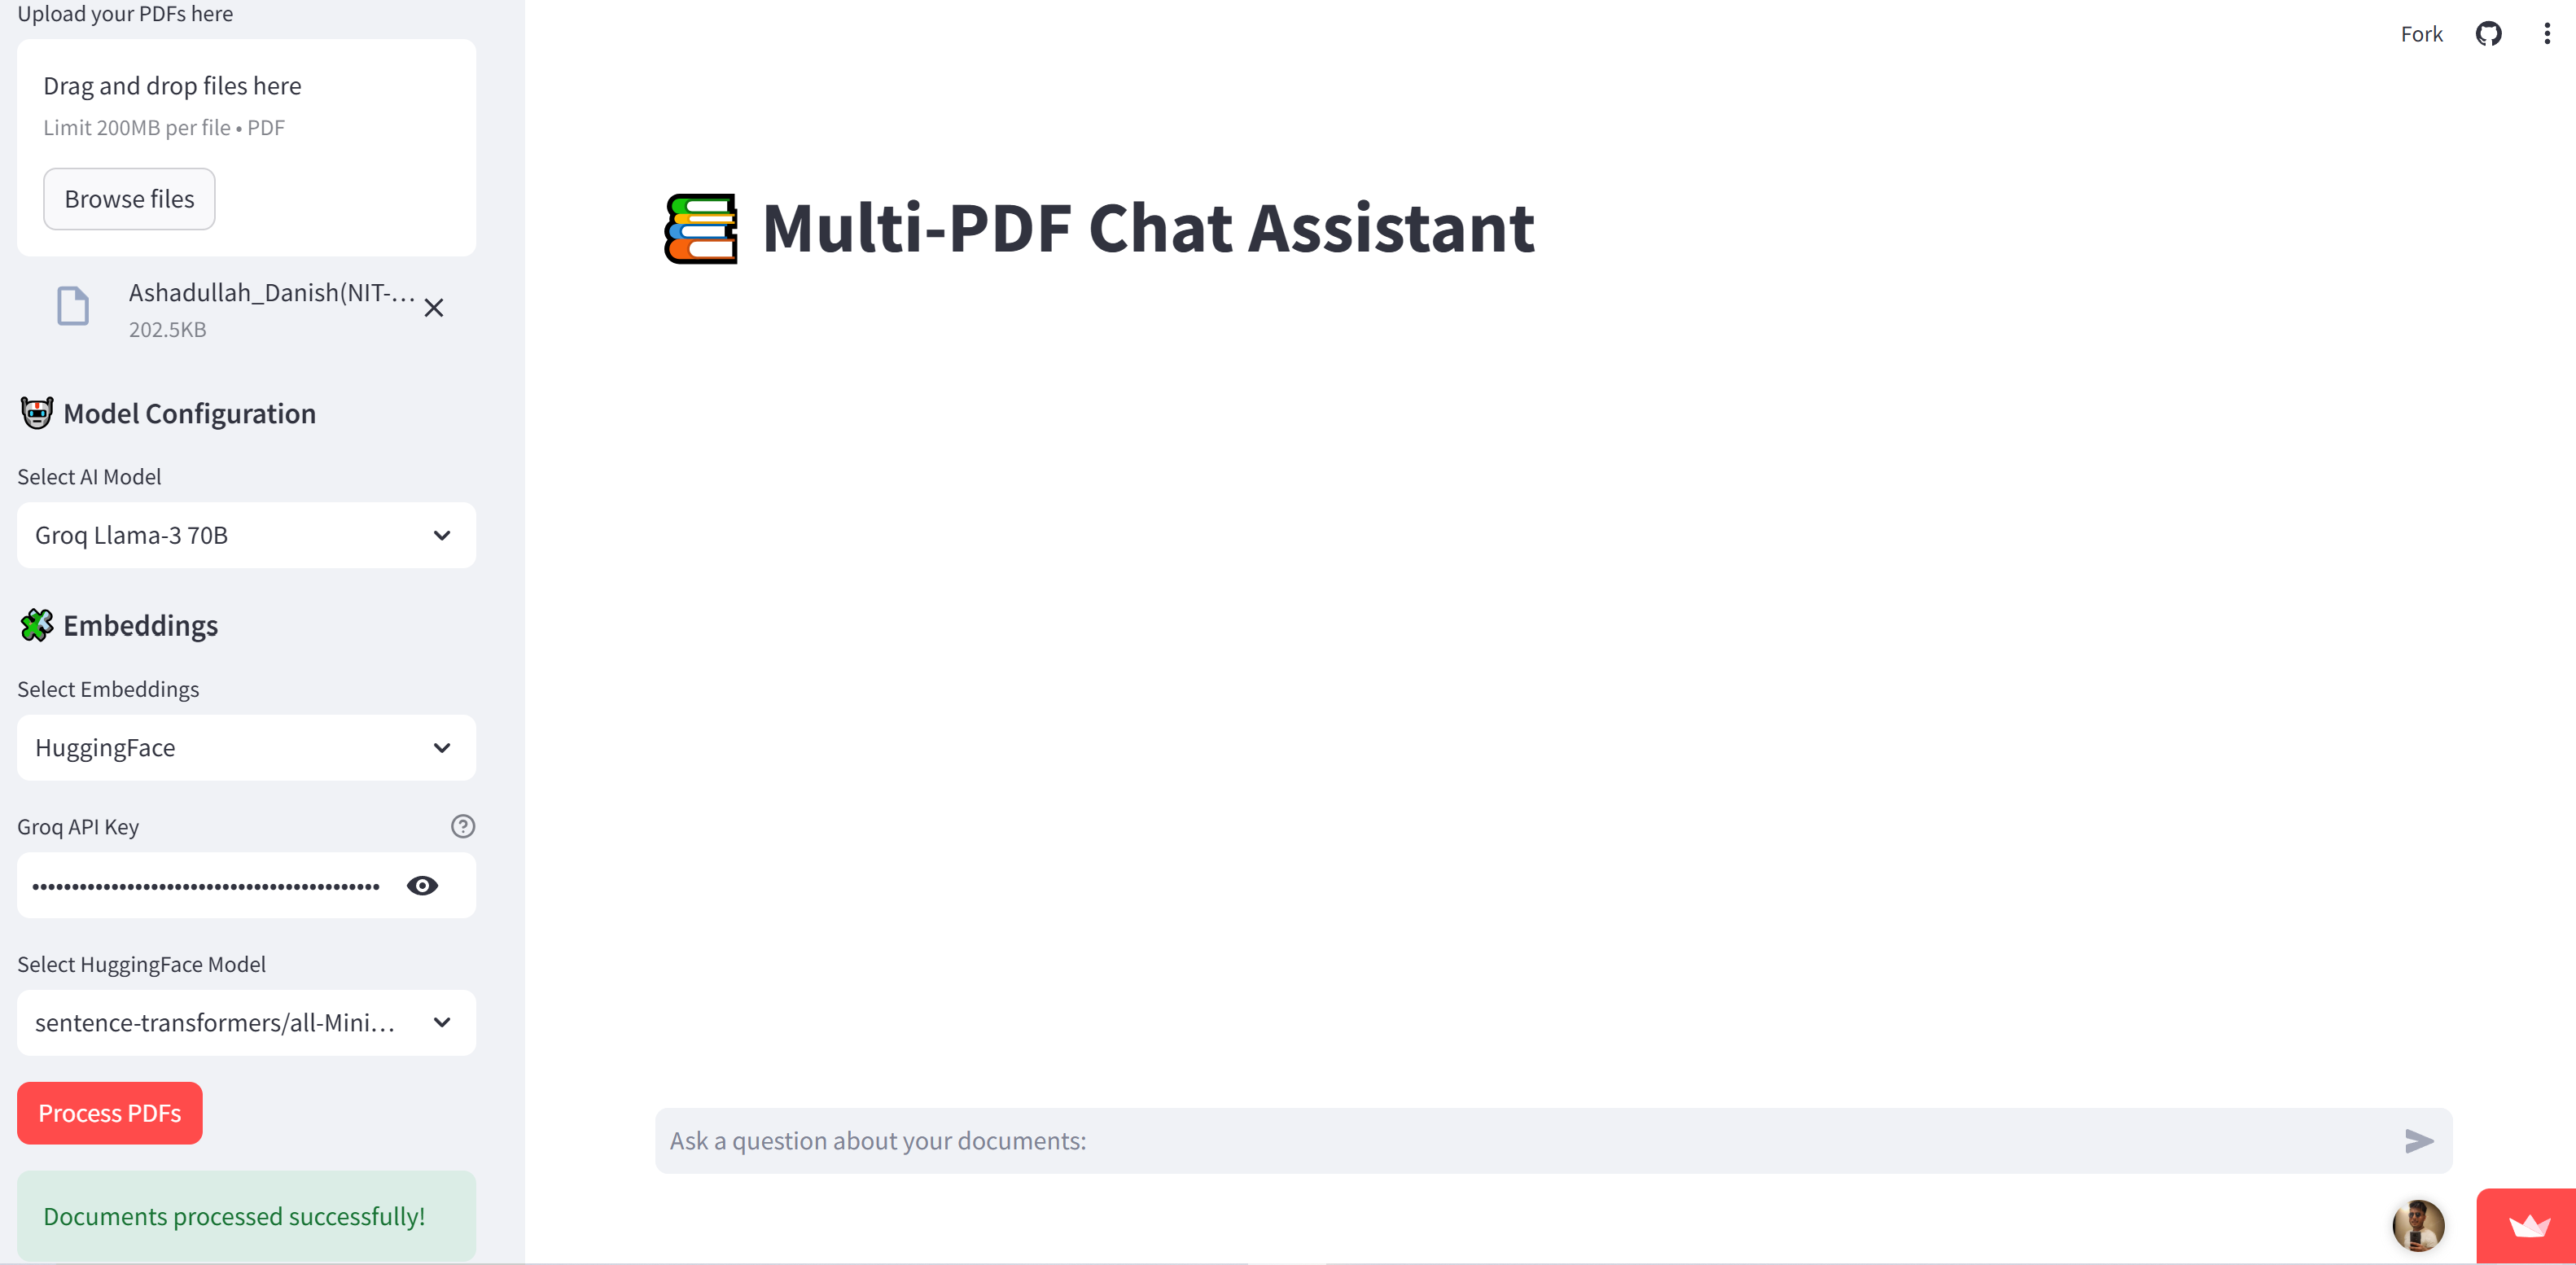 Upload your PDFs here
Drag and drop files here
Limit 200MB per file • PDF
Browse files
Ashadullah_Danish(NIT-...
202.5KB
Model Configuration
Select AI Model
Groq Llama-3 70B
Embeddings
Select Embeddings
HuggingFace
Groq API Key
Select HuggingFace Model
sentence-transformers/all-Mini...
Process PDFs
Documents processed successfully!
Fork
Multi-PDF Chat Assistant
Ask a question about your documents: